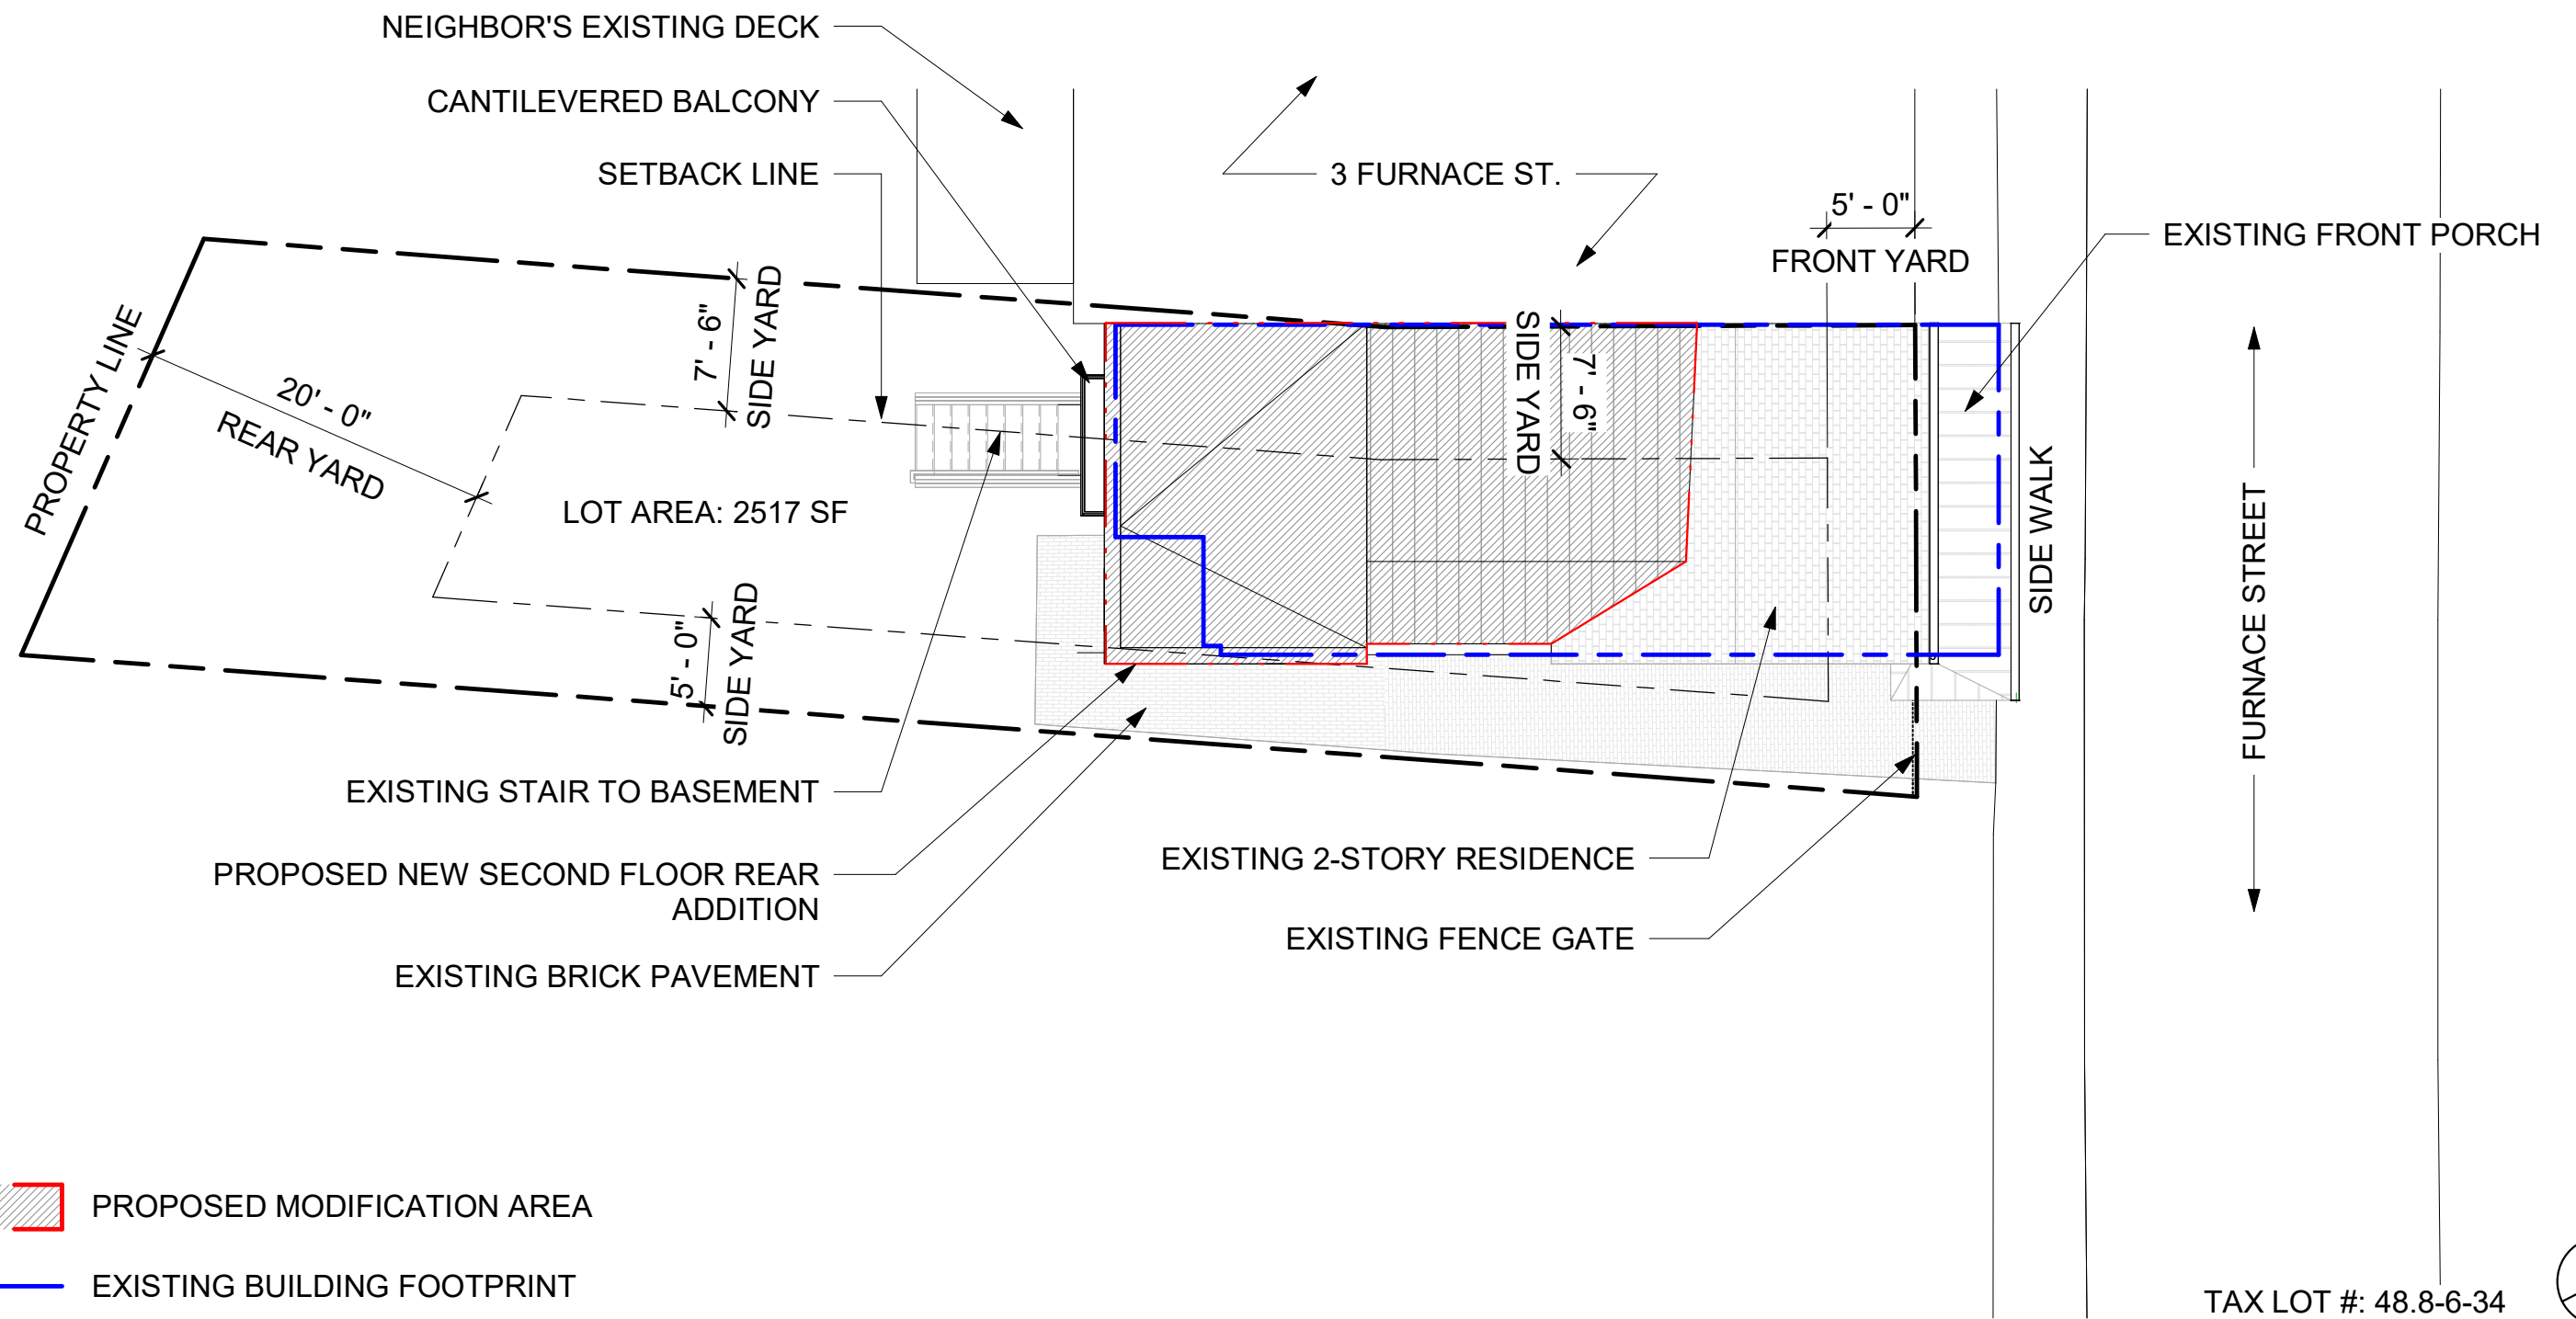 NEIGHBOR'S EXISTING DECK
CANTILEVERED BALCONY
SETBACK LINE
3 FURNACE ST.
5' - 0"
FRONT YARD
EXISTING FRONT PORCH
PROPERTY LINE
20' - 0"
REAR YARD
7' - 6"
SIDE YARD
SIDE YARD
7' - 6"
LOT AREA: 2517 SF
5' - 0"
SIDE YARD
SIDE WALK
FURNACE STREET
EXISTING STAIR TO BASEMENT
PROPOSED NEW SECOND FLOOR REAR
ADDITION
EXISTING BRICK PAVEMENT
EXISTING 2-STORY RESIDENCE
EXISTING FENCE GATE
PROPOSED MODIFICATION AREA
EXISTING BUILDING FOOTPRINT
TAX LOT #: 48.8-6-34